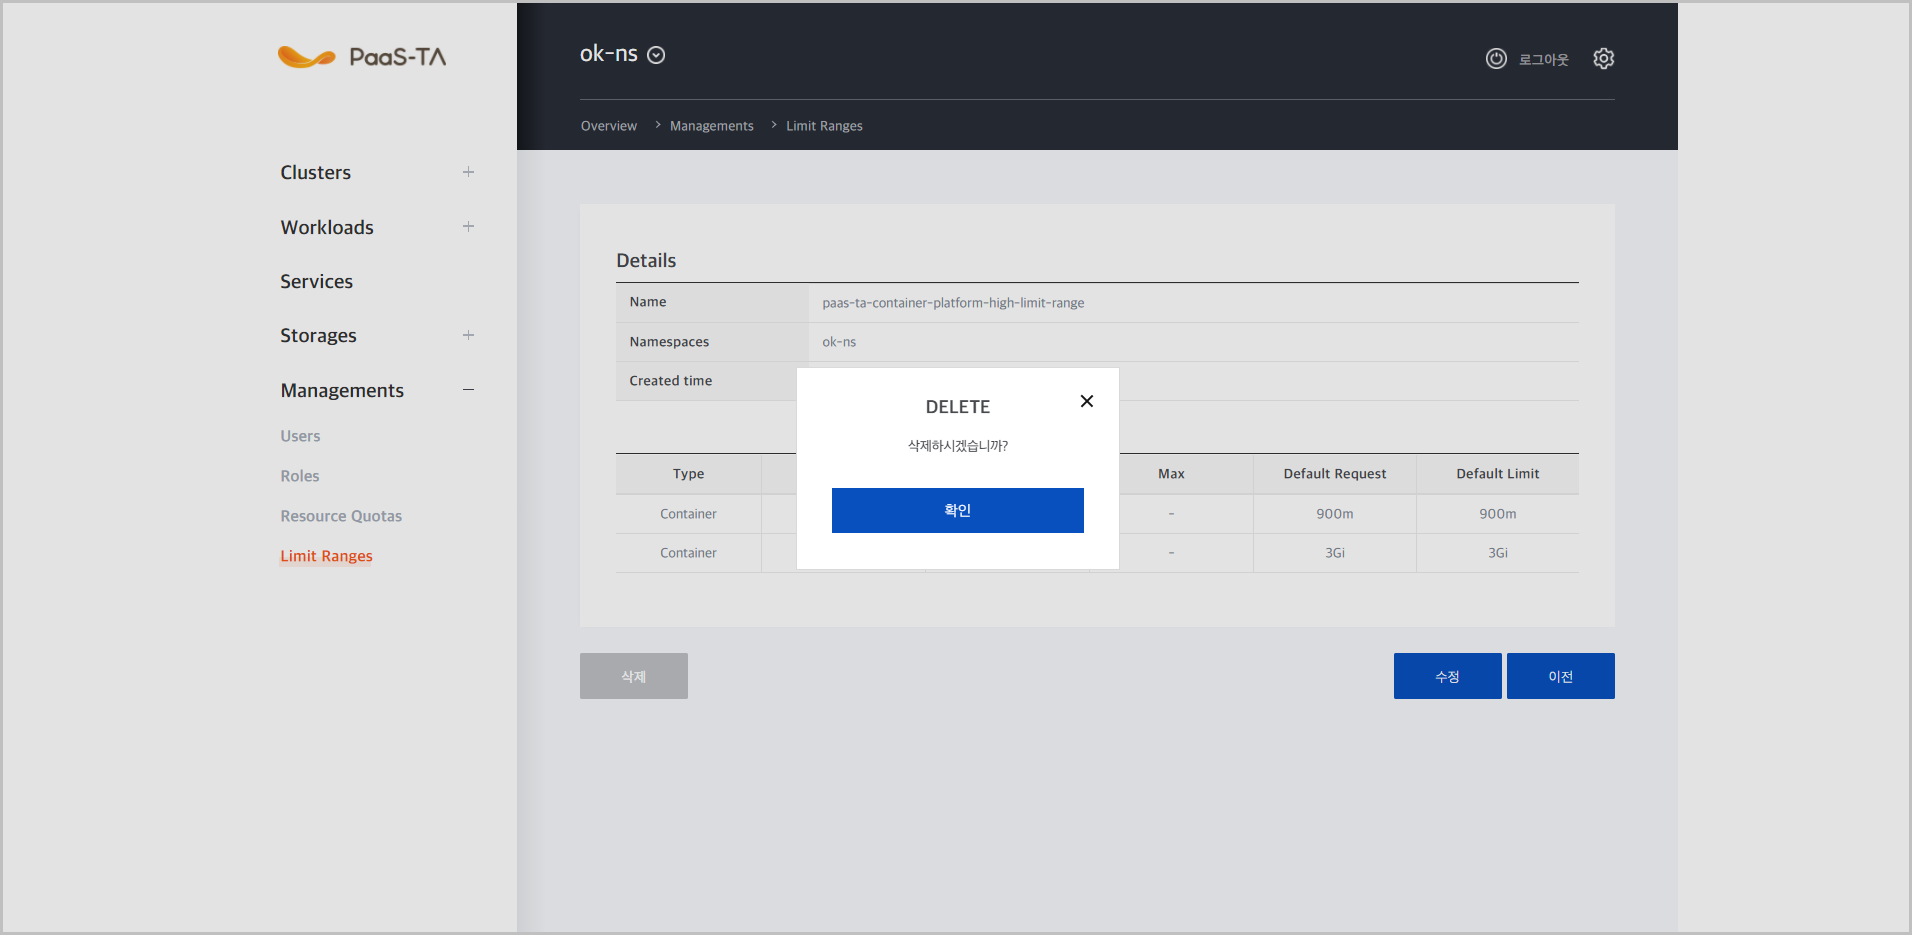 PaaS-TA
ok-ns
로그아웃
Overview > Managements > Limit Ranges
Clusters
Workloads
Services
Storages
Managements
Users
Roles
Resource Quotas
Limit Ranges
Details
Name paas-ta-container-platform-high-limit-range
Namespaces ok-ns
Created time
DELETE
삭제하시겠습니까?
확인
Type Max Default Request Default Limit
Container - 900m 900m
Container - 3Gi 3Gi
삭제 수정 이전